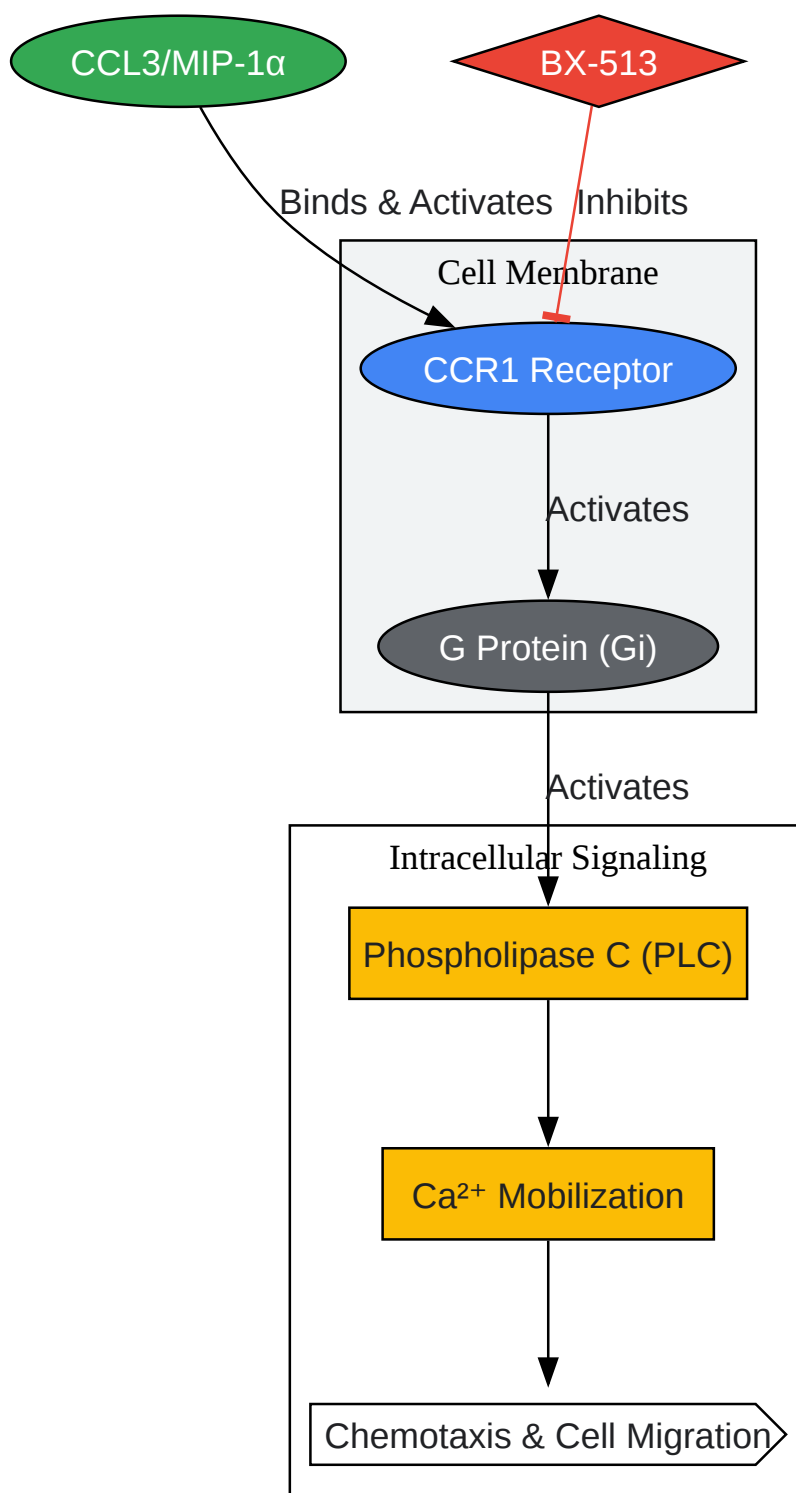 CCL3/MIP-1α
BX-513
Binds & Activates
Inhibits
Cell Membrane
CCR1 Receptor
Activates
G Protein (Gi)
Activates
Intracellular Signaling
Phospholipase C (PLC)
Ca²⁺ Mobilization
Chemotaxis & Cell Migration